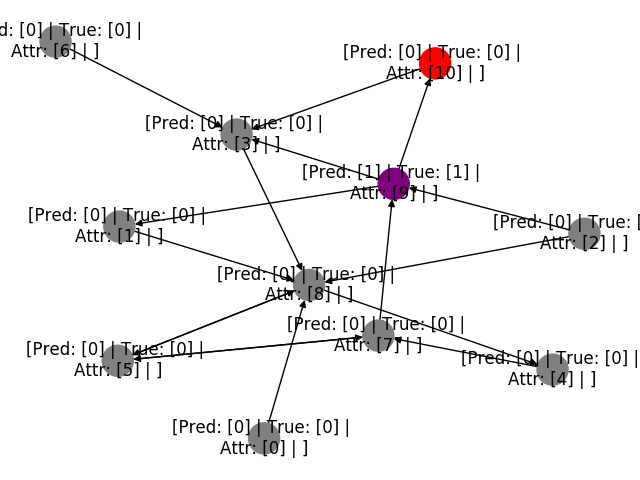 d: [0] | True: [0] |
Attr: [6] | ]
[Pred: [0] | True: [0] |
Attr: [10] | ]
[Pred: [0] | True: [0] |
Attr: [3] | ]
[Pred: [1] | True: [1] |
Attr: [9] | ]
[Pred: [0] | True: [0] |
Attr: [1] | ]
[Pred: [0] | True: [
Attr: [2] | ]
[Pred: [0] | True: [0] |
Attr: [8] | ]
[Pred: [0] | True: [0] |
Attr: [7] | ]
[Pred: [0] | True: [0] |
Attr: [5] | ]
[Pred: [0] | True: [0] |
Attr: [4] | ]
[Pred: [0] | True: [0] |
Attr: [0] | ]